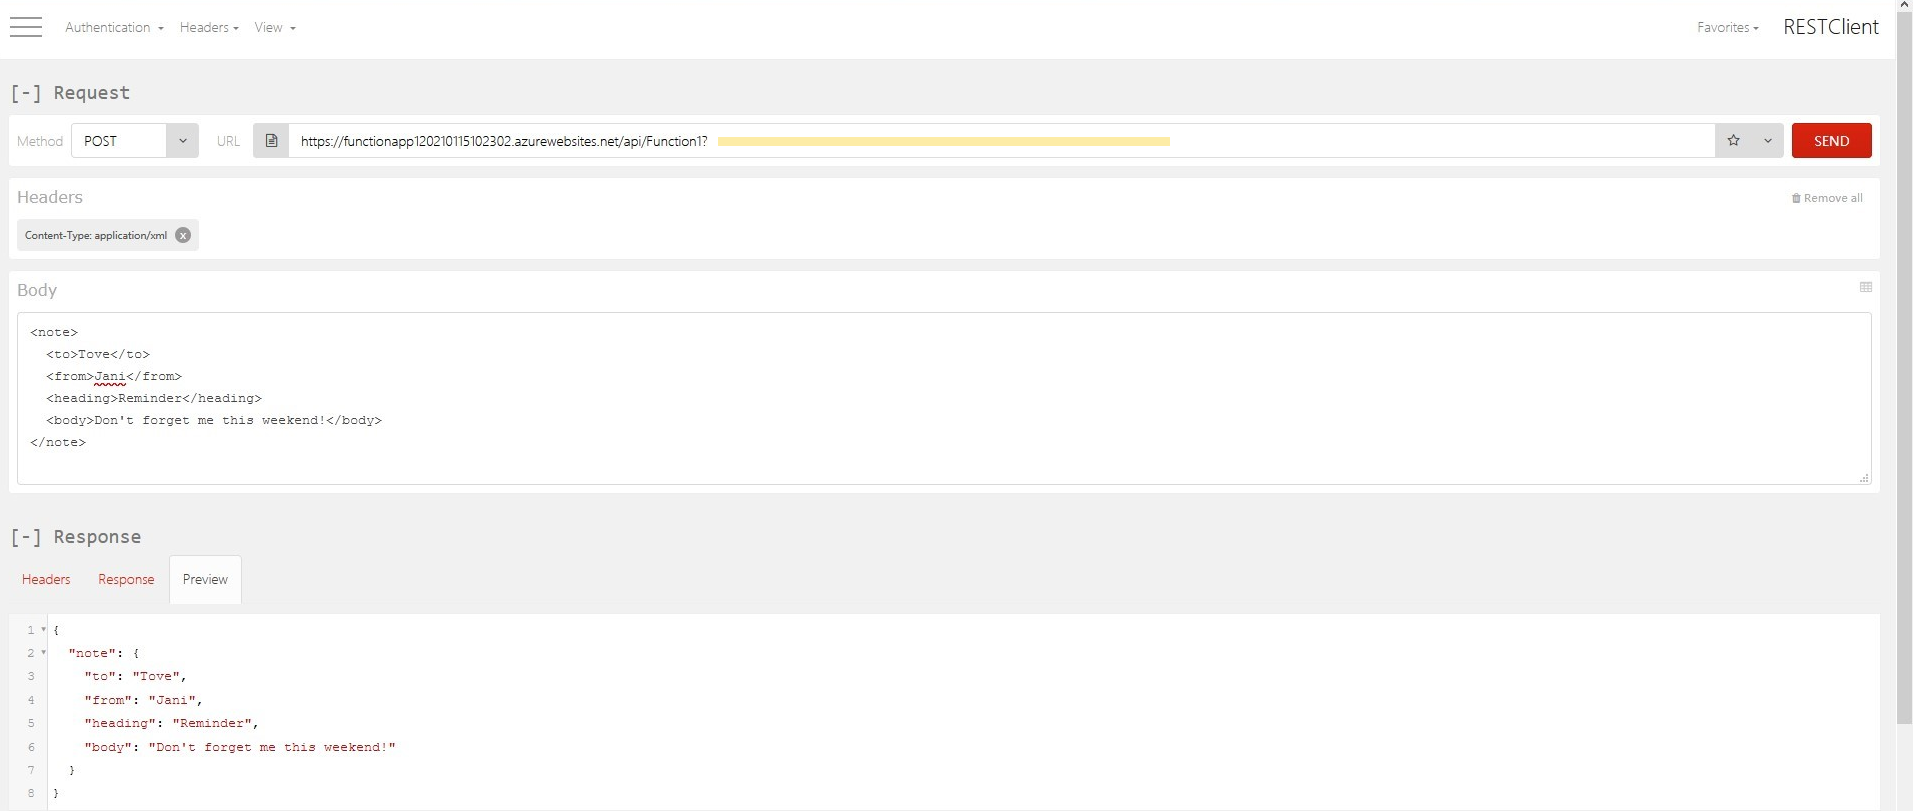 Authentication Headers View Favorites RESTClient
[-] Request
Method POST URL https://functionapp120210115102302.azurewebsites.net/api/Function1? SEND
Headers Remove all
Content-Type: application/xml x
Body
<note>
  <to>Tove</to>
  <from>Jani</from>
  <heading>Reminder</heading>
  <body>Don't forget me this weekend!</body>
</note>
[-] Response
Headers Response Preview
1 {
2   "note": {
3     "to": "Tove",
4     "from": "Jani",
5     "heading": "Reminder",
6     "body": "Don't forget me this weekend!"
7   }
8 }